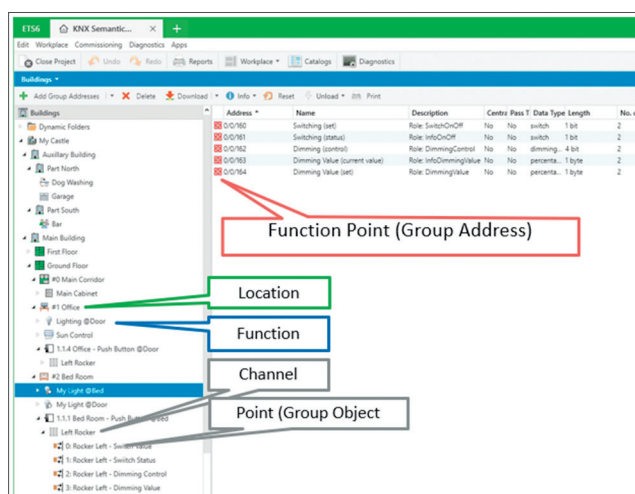 ETS6 KNX Semantic... × +
Edit Workplace Commissioning Diagnostics Apps
Close Project Undo Redo Reports Workplace Catalogs Diagnostics
Buildings
Add Group Addresses Delete Download Info Reset Unload Print
Buildings
Address Name Description Centra Pass T Data Type Length No. o
Dynamic Folders
0/0/160 Switching (set) Role: SwitchOnOff No No switch 1 bit 2
My Castle
0/0/161 Switching (status) Role: InfoOnOff No No switch 1 bit 2
Auxillary Building
0/0/162 Dimming (control) Role: DimmingControl No No dimming... 4 bit 2
Part North
0/0/163 Dimming Value (current value) Role: InfoDimmingValue No No percenta... 1 byte 2
Dog Washing
0/0/164 Dimming Value (set) Role: DimmingValue No No percenta... 1 byte 2
Garage
Part South
Bar
Function Point (Group Address)
Main Building
First Floor
Ground Floor
#0 Main Corridor
Main Cabinet
Location
#1 Office
Lighting @Door
Function
Sun Control
1.1.4 Office - Push Button @Door
Left Rocker
Channel
#2 Bed Room
My Light @Bed
My Light @Door
Point (Group Object
1.1.1 Bed Room - Push Button @Bed
Left Rocker
0: Rocker Left - Switch Value
1: Rocker Left - Switch Status
2: Rocker Left - Dimming Control
3: Rocker Left - Dimming Value